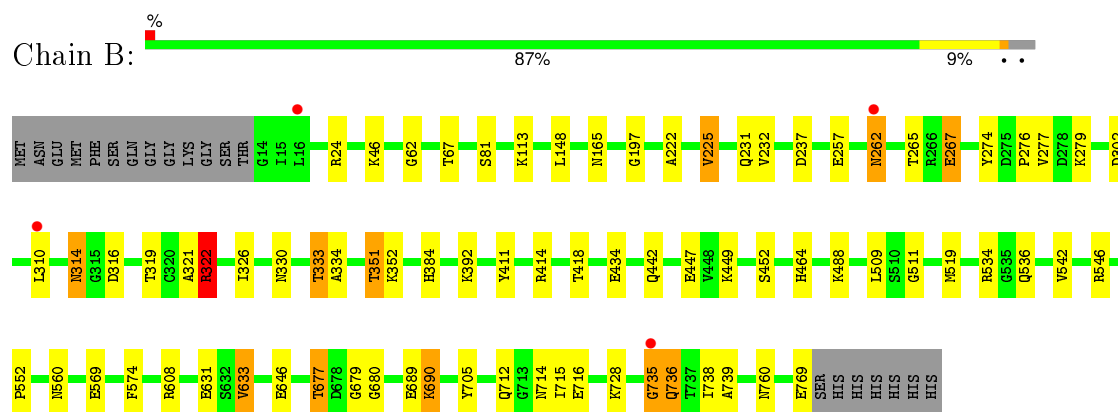 %
Chain B:
87% 9% • •
MET ASN GLU MET PHE SER GLN GLY GLY LYS GLY SER THR G14 I15 L16 R24 K46 G62 T67 S81 K113 L148 N165 G197 A222 V225 Q231 V232 D237 E257 N262 T265 R266 E267 Y274 D275 P276 V277 D278 K279
L310 N314 G315 D316 T319 C320 A321 R322 I326 N330 T333 A334 T351 K352 H384 K392 Y411 R414 T418 E434 Q442 E447 V448 K449 S452 H464 K488 L509 S510 G511 M519 R534 G535 Q536 V542 R546
P552 N560 E569 F574 R608 E631 S632 V633 E646 T677 D678 G679 G680 E689 K690 Y705 Q712 G713 N714 I715 E716 K728 G735 Q736 T737 I738 A739 N760 E769 SER HIS HIS HIS HIS HIS HIS